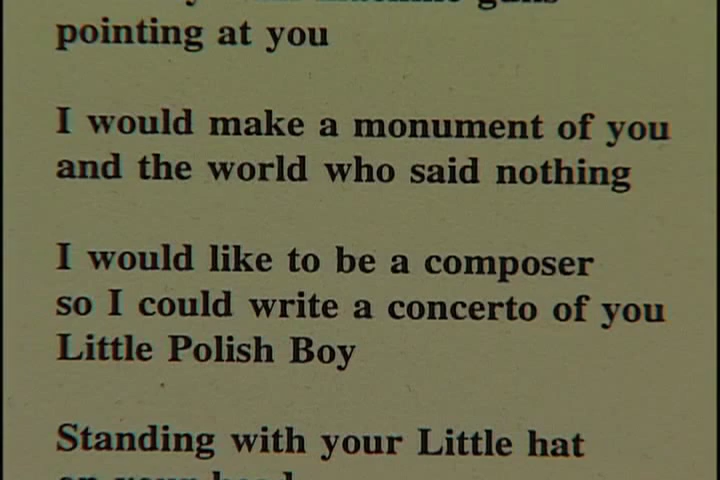 pointing at you
I would make a monument of you
and the world who said nothing
I would like to be a composer
so I could write a concerto of you
Little Polish Boy
Standing with your Little hat